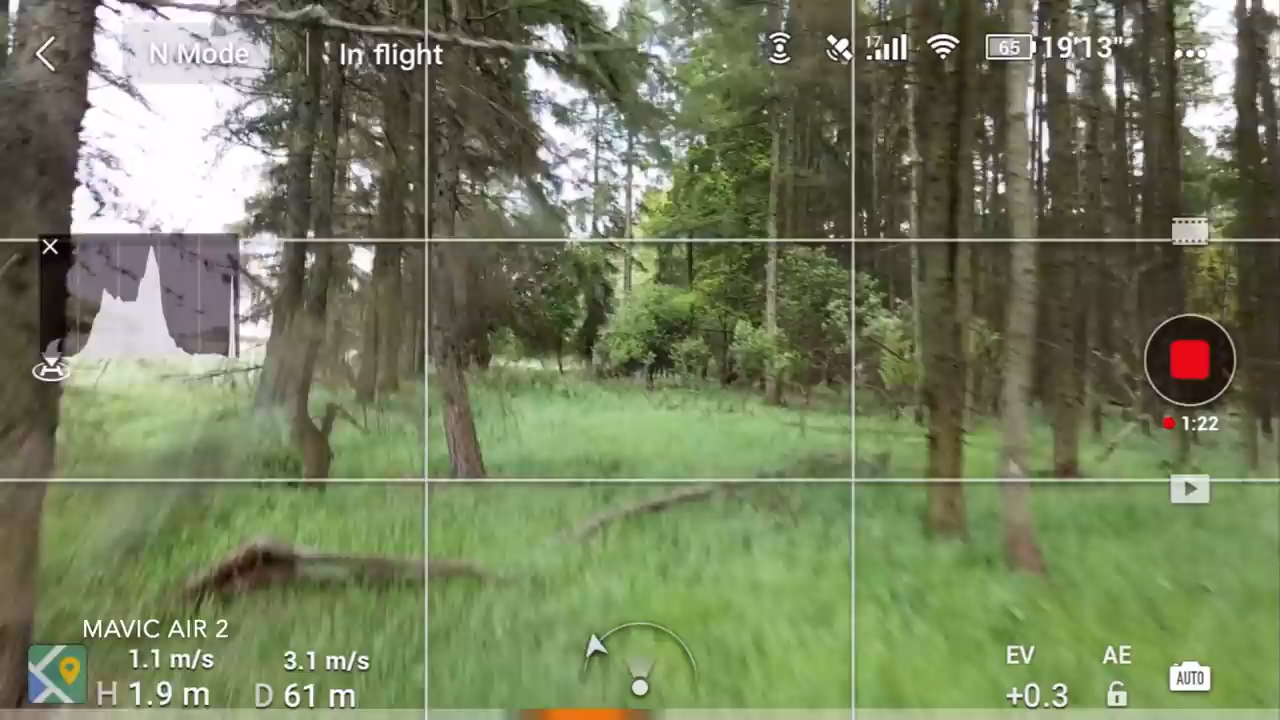 N Mode
In flight
17
65
19'13"
1:22
MAVIC AIR 2
1.1 m/s 3.1 m/s
H 1.9 m D 61 m
EV AE
+0.3
AUTO